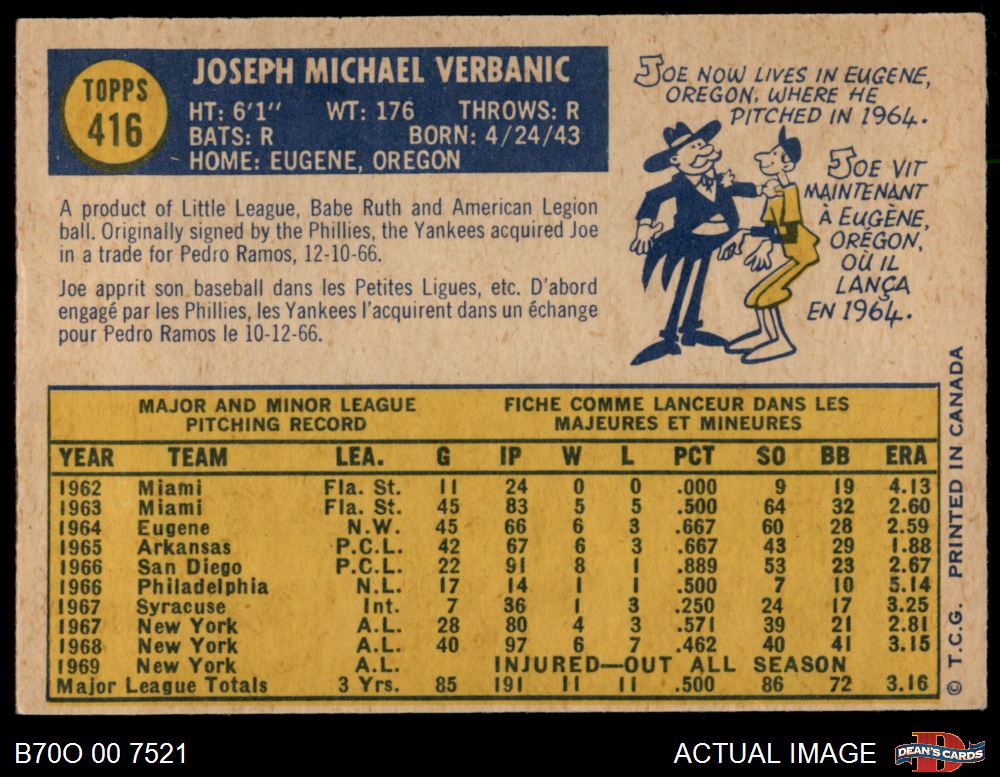 TOPPS
416
JOSEPH MICHAEL VERBANIC
HT: 6'1" WT: 176 THROWS: R
BATS: R BORN: 4/24/43
HOME: EUGENE, OREGON
A product of Little League, Babe Ruth and American Legion
ball. Originally signed by the Phillies, the Yankees acquired Joe
in a trade for Pedro Ramos, 12-10-66.
Joe apprit son baseball dans les Petites Ligues, etc. D'abord
engagé par les Phillies, les Yankees l'acquirent dans un échange
pour Pedro Ramos le 10-12-66.
JOE NOW LIVES IN EUGENE,
OREGON, WHERE HE
PITCHED IN 1964.
JOE VIT
MAINTENANT
À EUGÈNE,
ORÉGON,
OÙ IL
LANÇA
EN 1964.
MAJOR AND MINOR LEAGUE
PITCHING RECORD
FICHE COMME LANCEUR DANS LES
MAJEURES ET MINEURES
YEAR TEAM LEA. G IP W L PCT SO BB ERA
1962 Miami Fla. St. 11 24 0 0 .000 9 19 4.13
1963 Miami Fla. St. 45 83 5 5 .500 64 32 2.60
1964 Eugene N.W. 45 66 6 3 .667 60 28 2.59
1965 Arkansas P.C.L. 42 67 6 3 .667 43 29 1.88
1966 San Diego P.C.L. 22 91 8 1 .889 53 23 2.67
1966 Philadelphia N.L. 17 14 1 1 .500 7 10 5.14
1967 Syracuse Int. 7 36 1 3 .250 24 17 3.25
1967 New York A.L. 28 80 4 3 .571 39 21 2.81
1968 New York A.L. 40 97 6 7 .462 40 41 3.15
1969 New York A.L. INJURED—OUT ALL SEASON
Major League Totals 3 Yrs. 85 191 11 11 .500 86 72 3.16
© T.C.G. PRINTED IN CANADA
B70O 00 7521
ACTUAL IMAGE
D
DEAN'S CARDS